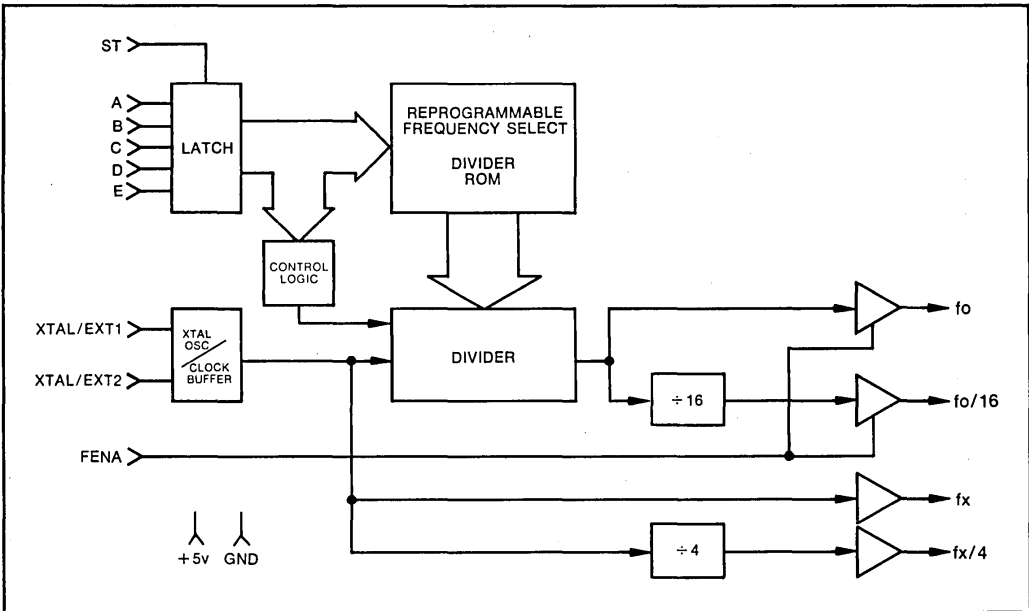 ST
A
B
C
D
E
LATCH
REPROGRAMMABLE
FREQUENCY SELECT
DIVIDER
ROM
CONTROL
LOGIC
XTAL/EXT1
XTAL/EXT2
XTAL
OSC
CLOCK
BUFFER
DIVIDER
fo
÷16
fo/16
FENA
fx
÷4
fx/4
+5v
GND